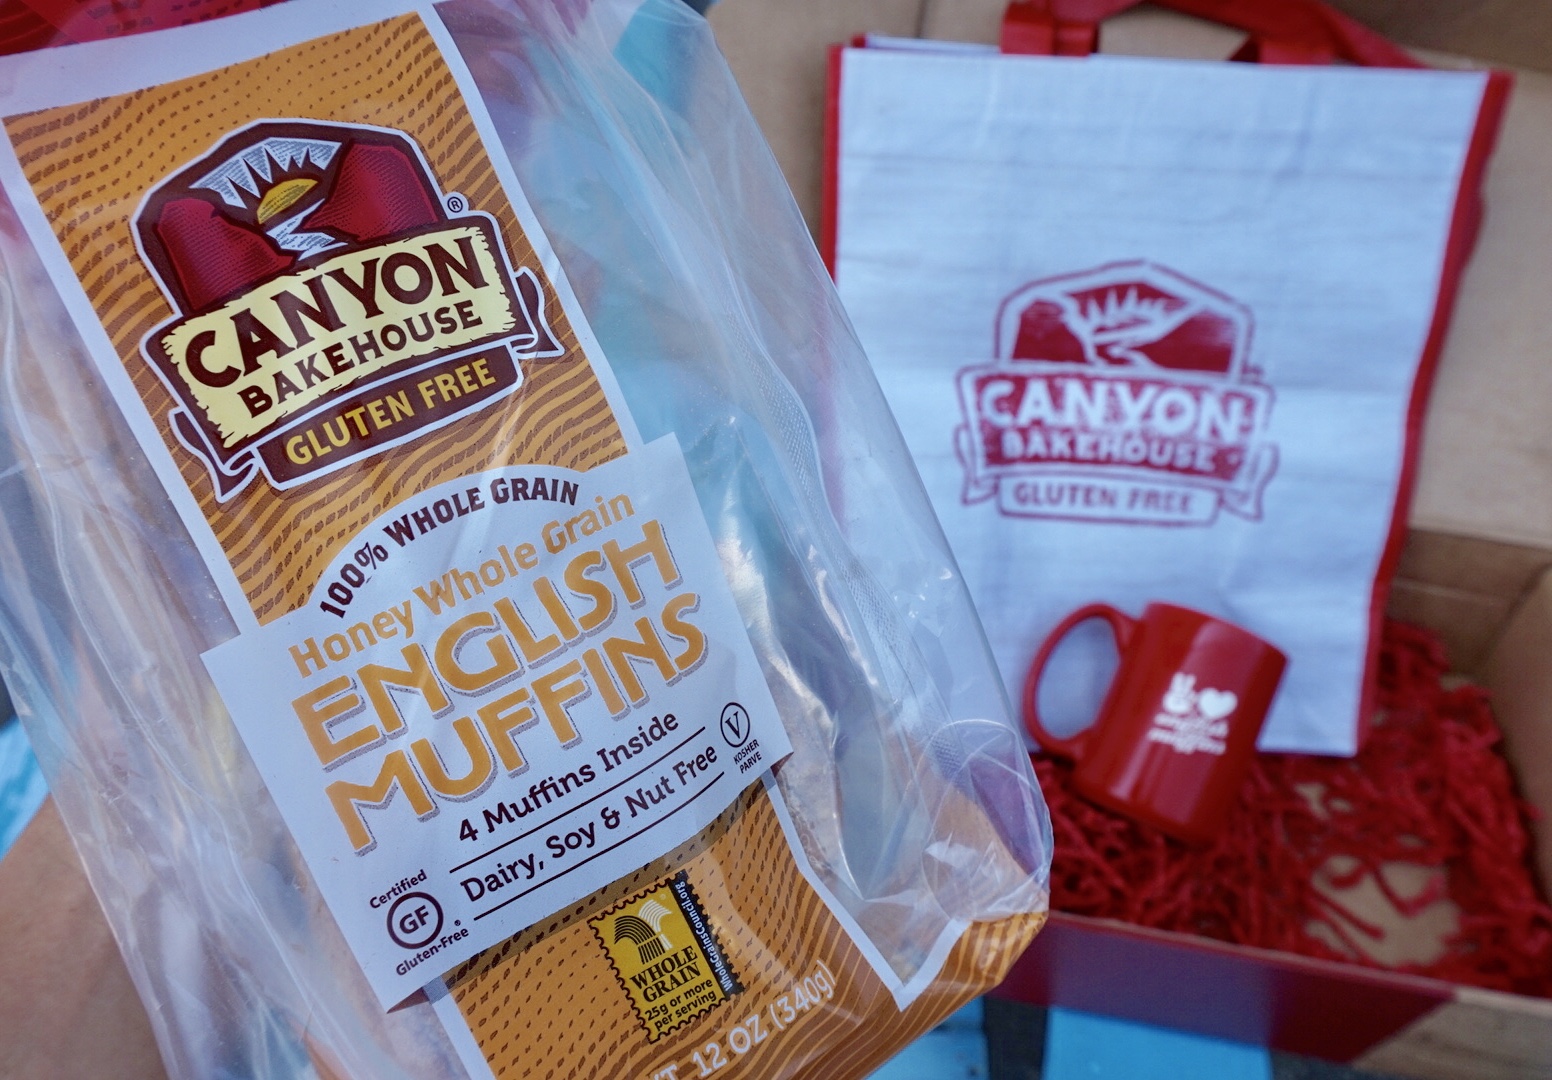 CANYON
BAKEHOUSE
®
GLUTEN FREE
100% WHOLE GRAIN
Honey Whole Grain
ENGLISH
MUFFINS
4 Muffins Inside
Dairy, Soy & Nut Free
V
KOSHER
PARVE
Certified
GF
®
Gluten-Free
WHOLE
GRAIN
25g or more
per serving
WholeGrainsCouncil.org
12 OZ (340g)
CANYON
BAKEHOUSE
GLUTEN FREE